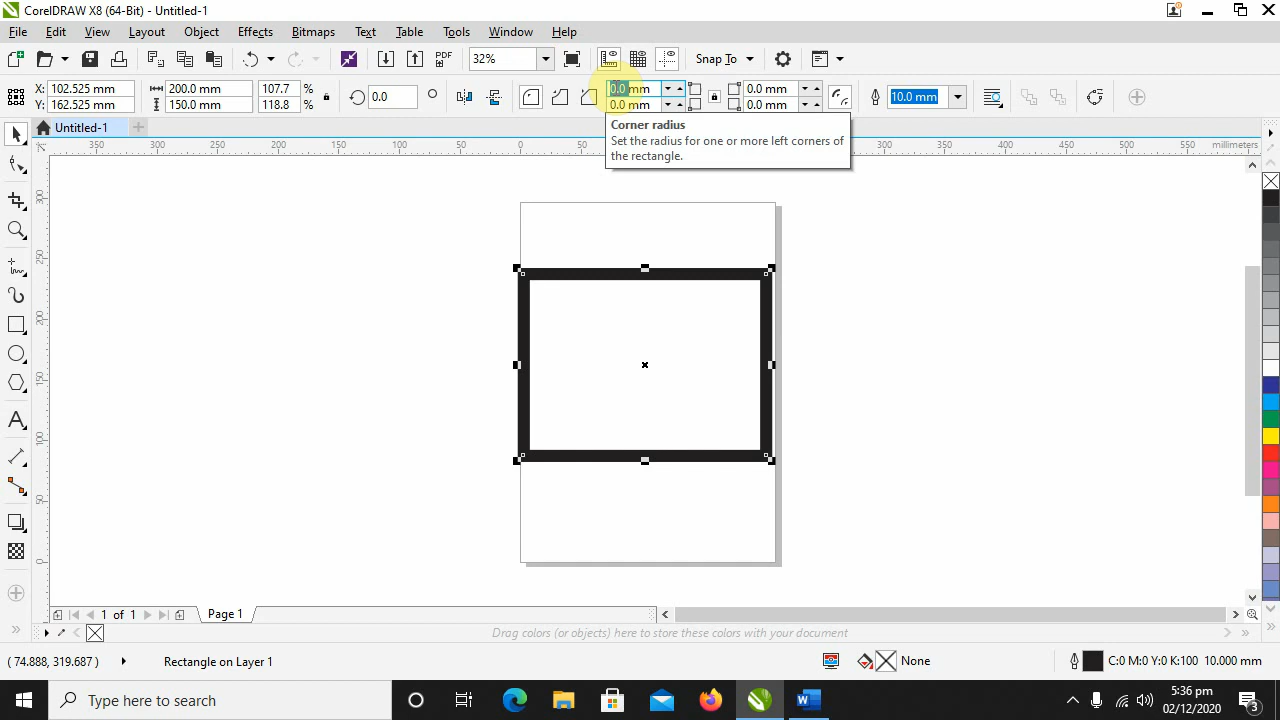 CorelDRAW X8 (64-Bit) - Untitled-1
File Edit View Layout Object Effects Bitmaps Text Table Tools Window Help
PDF 32% Snap To
X: 102.525 mm 200.0 mm 107.7 % 0.0 0.0 mm 0.0 mm 10.0 mm
Y: 162.525 mm 150.0 mm 118.8 % 0.0 mm 0.0 mm
Untitled-1
Corner radius
Set the radius for one or more left corners of
the rectangle.
350 300 250 200 150 100 50 0 50 300 350 400 450 500 550 millimeters
300
250
200
150
100
50
0
1 of 1 Page 1
Drag colors (or objects) here to store these colors with your document
(74.888, 319.687 ) Rectangle on Layer 1 None C:0 M:0 Y:0 K:100 10.000 mm
Type here to search
5:36 pm
02/12/2020
3